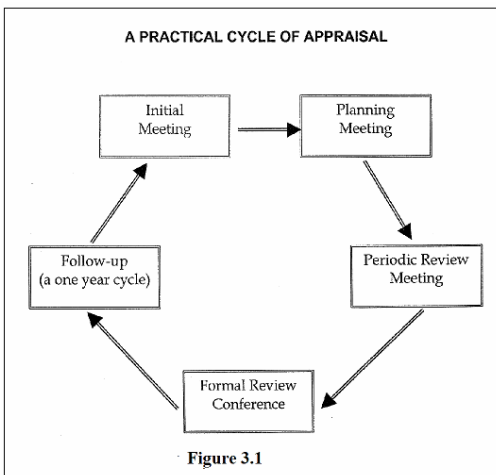 A PRACTICAL CYCLE OF APPRAISAL
Initial
Meeting
Planning
Meeting
Follow-up
(a one year cycle)
Periodic Review
Meeting
Formal Review
Conference
Figure 3.1